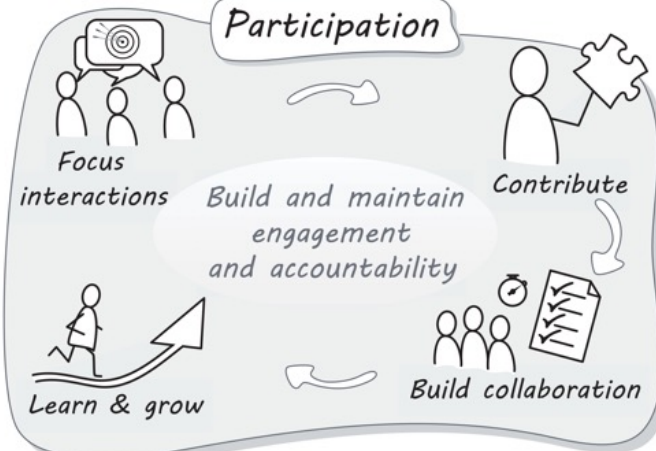 Participation
Focus
interactions
Contribute
Build and maintain
engagement
and accountability
Build collaboration
Learn & grow